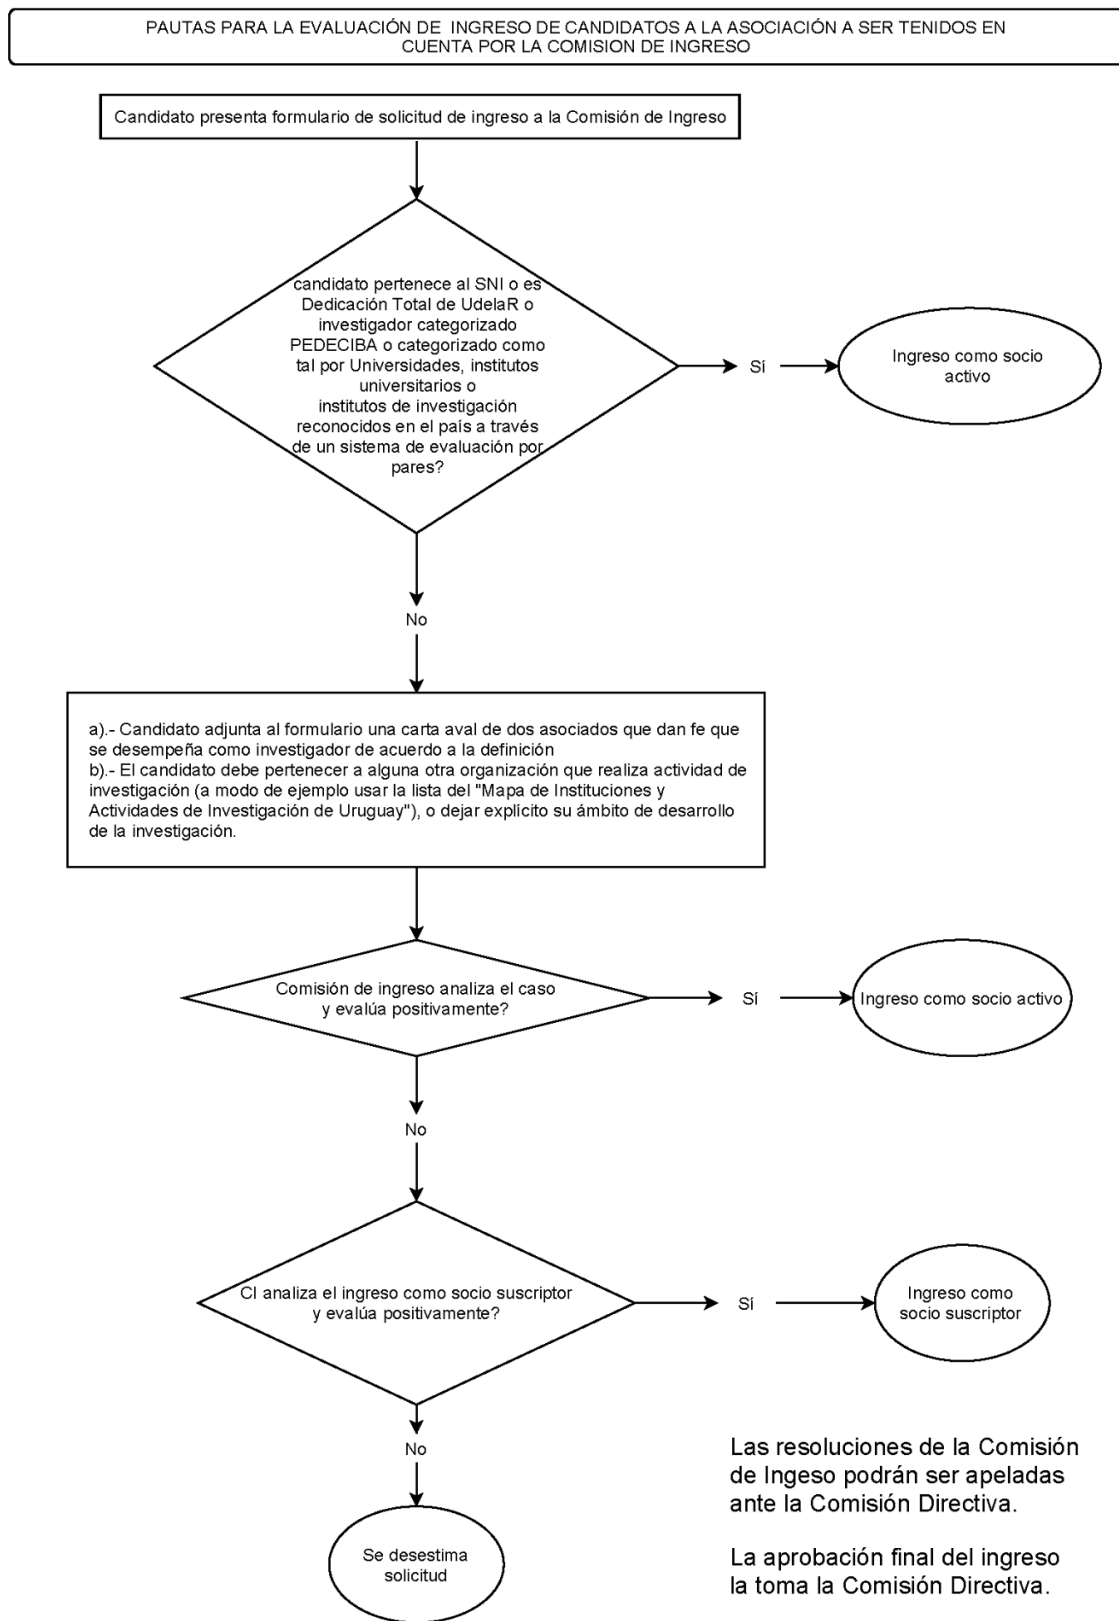 PAUTAS PARA LA EVALUACIÓN DE INGRESO DE CANDIDATOS A LA ASOCIACIÓN A SER TENIDOS EN
CUENTA POR LA COMISION DE INGRESO
Candidato presenta formulario de solicitud de ingreso a la Comisión de Ingreso
candidato pertenece al SNI o es
Dedicación Total de UdelaR o
investigador categorizado
PEDECIBA o categorizado como
tal por Universidades, institutos
universitarios o
institutos de investigación
reconocidos en el país a través
de un sistema de evaluación por
pares?
Sí
Ingreso como socio
activo
No
a).- Candidato adjunta al formulario una carta aval de dos asociados que dan fe que
se desempeña como investigador de acuerdo a la definición
b).- El candidato debe pertenecer a alguna otra organización que realiza actividad de
investigación (a modo de ejemplo usar la lista del "Mapa de Instituciones y
Actividades de Investigación de Uruguay"), o dejar explícito su ámbito de desarrollo
de la investigación.
Comisión de ingreso analiza el caso
y evalúa positivamente?
Sí
Ingreso como socio activo
No
CI analiza el ingreso como socio suscriptor
y evalúa positivamente?
Sí
Ingreso como
socio suscriptor
No
Se desestima
solicitud
Las resoluciones de la Comisión
de Ingeso podrán ser apeladas
ante la Comisión Directiva.
La aprobación final del ingreso
la toma la Comisión Directiva.